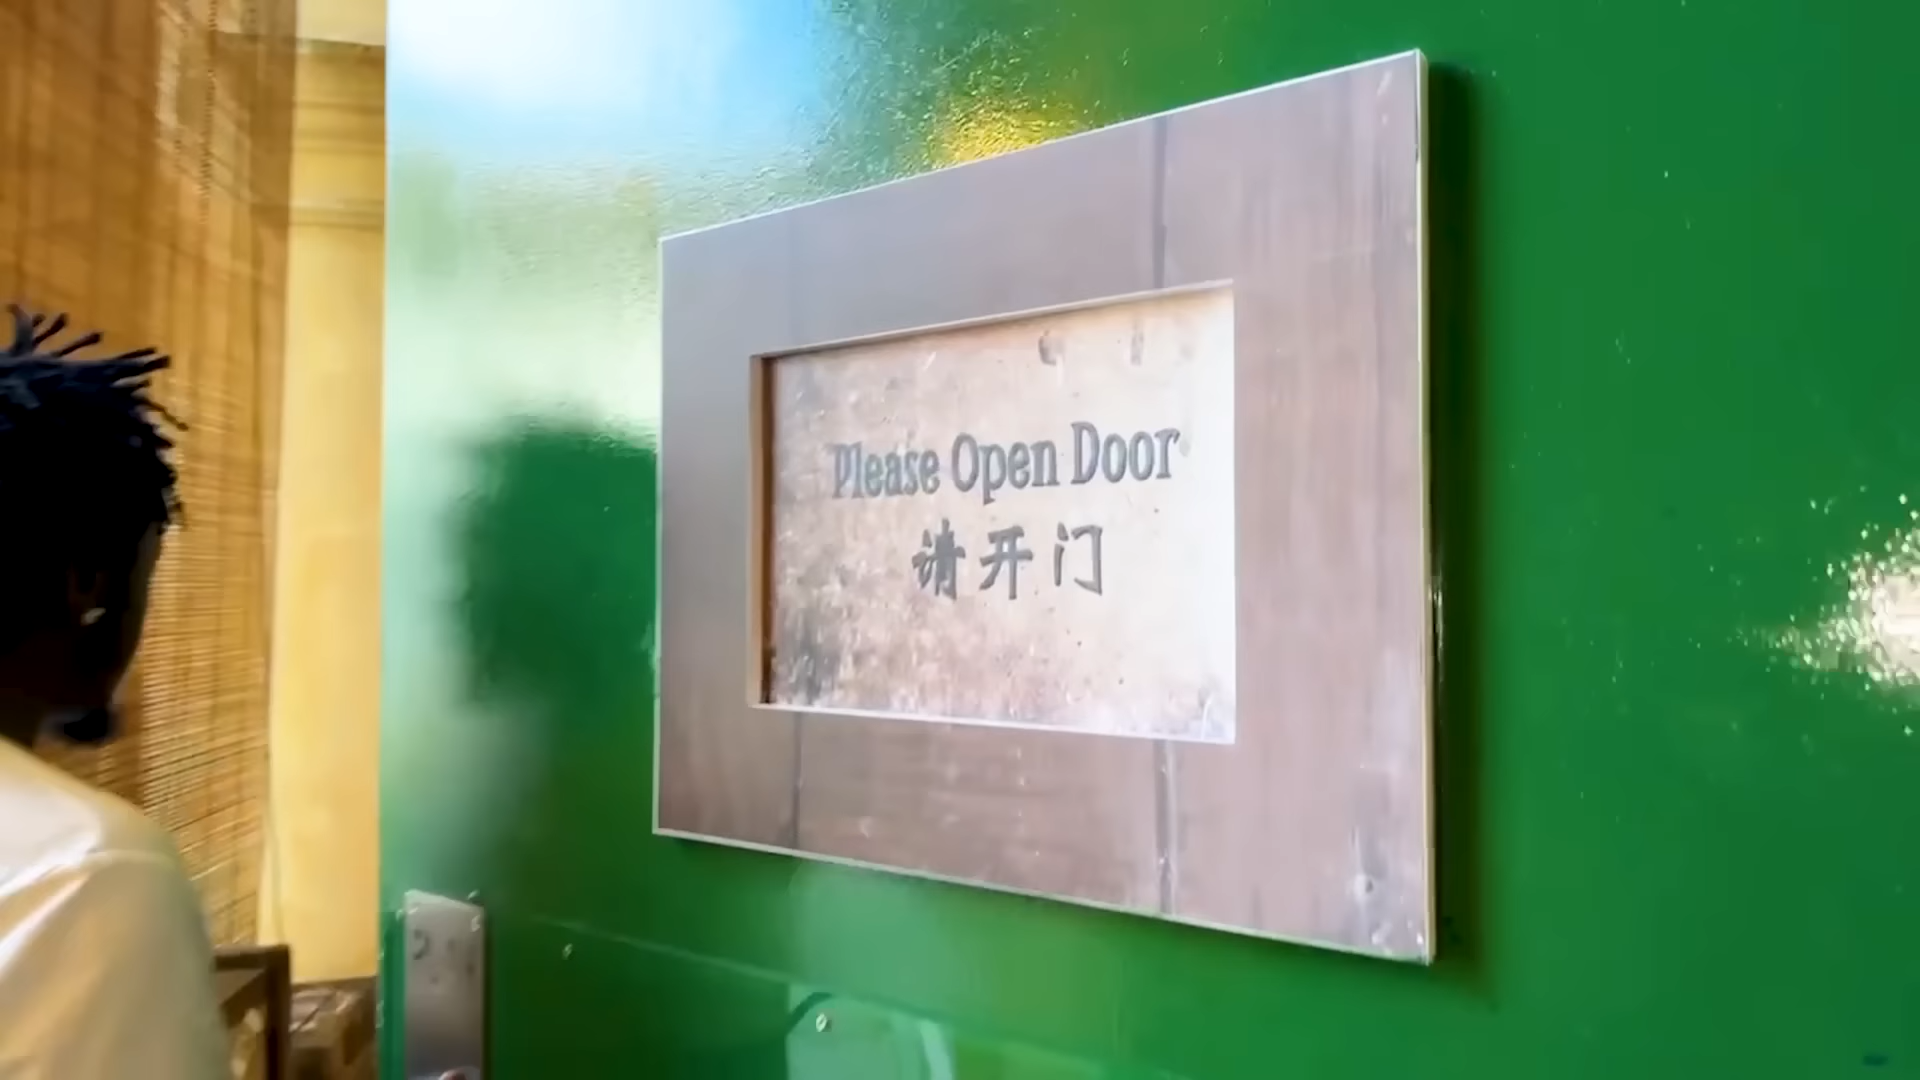 Please Open Door
请开门